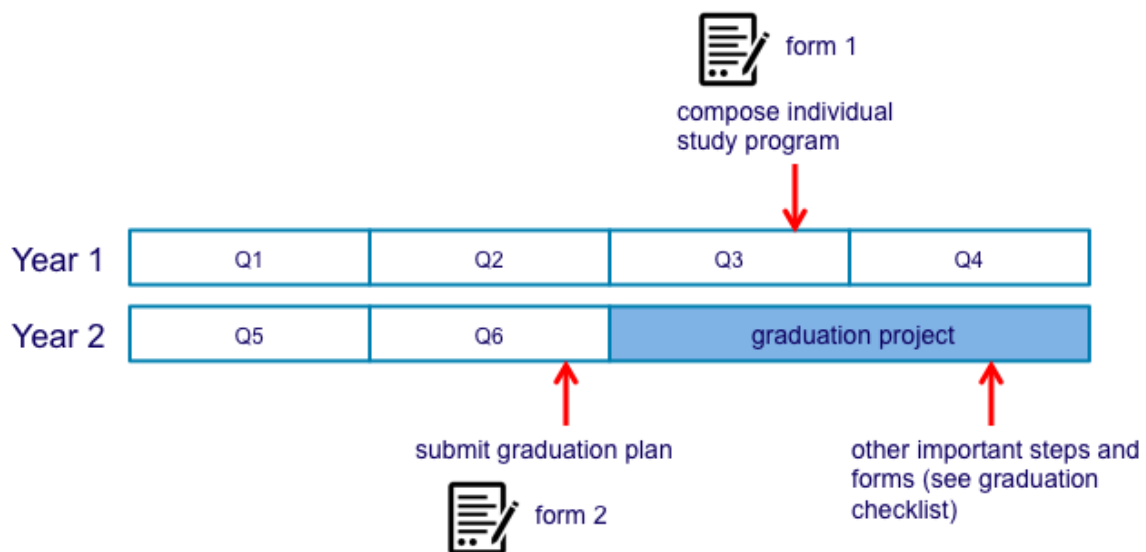 form 1
compose individual
study program
Year 1
Q1
Q2
Q3
Q4
Year 2
Q5
Q6
graduation project
submit graduation plan
form 2
other important steps and
forms (see graduation
checklist)